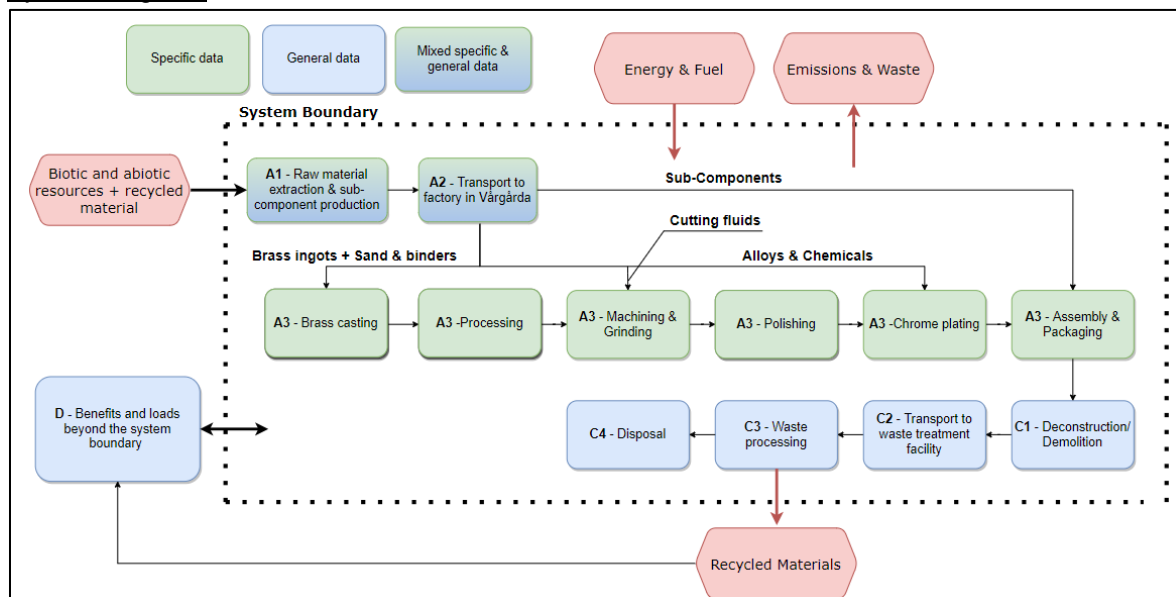 Specific data
General data
Mixed specific &
general data
Energy & Fuel
Emissions & Waste
System Boundary
Biotic and abiotic
resources + recycled
material
A1 - Raw material
extraction & sub-
component production
A2 - Transport to
factory in Vårgårda
Sub-Components
Cutting fluids
Brass ingots + Sand & binders
Alloys & Chemicals
A3 - Brass casting
A3 -Processing
A3 - Machining &
Grinding
A3 - Polishing
A3 -Chrome plating
A3 - Assembly &
Packaging
D - Benefits and loads
beyond the system
boundary
C4 - Disposal
C3 - Waste
processing
C2 - Transport to
waste treatment
facility
C1 - Deconstruction/
Demolition
Recycled Materials